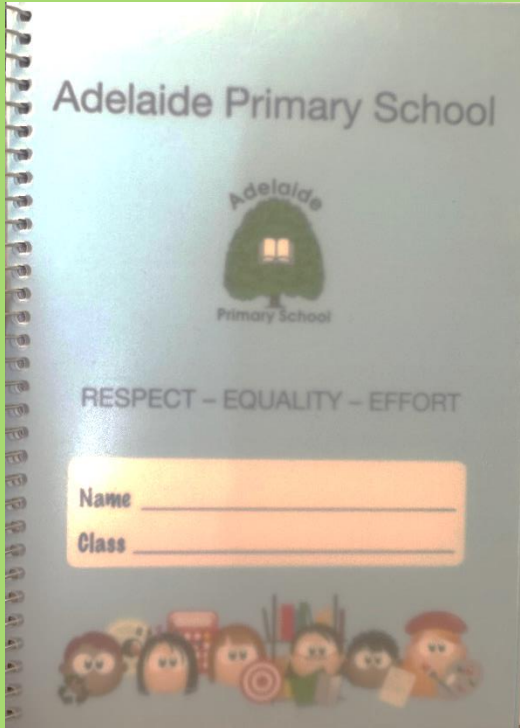 Adelaide Primary School
Adelaide
Primary School
RESPECT – EQUALITY – EFFORT
Name
Class